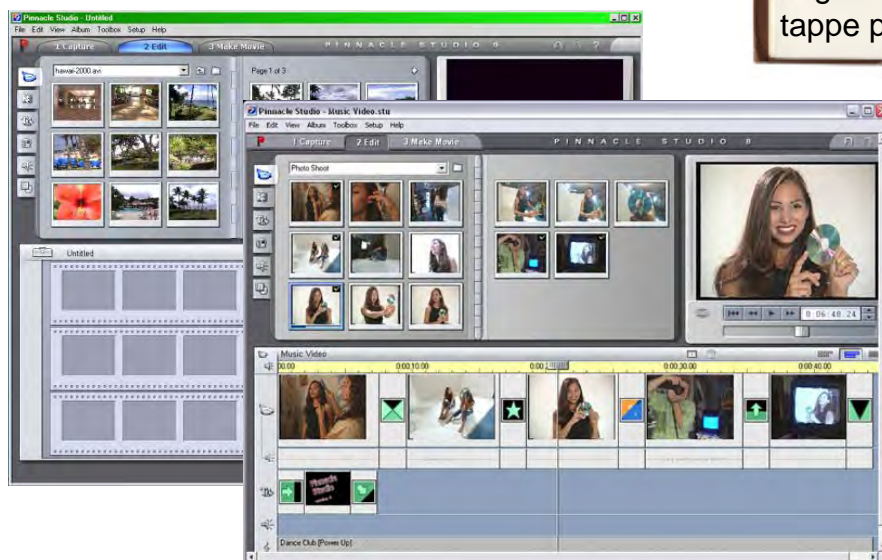 tappe p
Pinnacle Studio - Untitled
File Edit View Album Toolbox Setup Help
1 Capture 2 Edit 3 Make Movie PINNACLE STUDIO 8
hawaii-2000.avi
Page 1 of 3
Untitled
Pinnacle Studio - Music Video.stu
File Edit View Album Toolbox Setup Help
1 Capture 2 Edit 3 Make Movie PINNACLE STUDIO 8
Photo Shoot
0:06:40.24
Music Video
0:00:10.00 0:00:30.00 0:00:40.00
Pinnacle
Studio
Dance Club [Power Up]